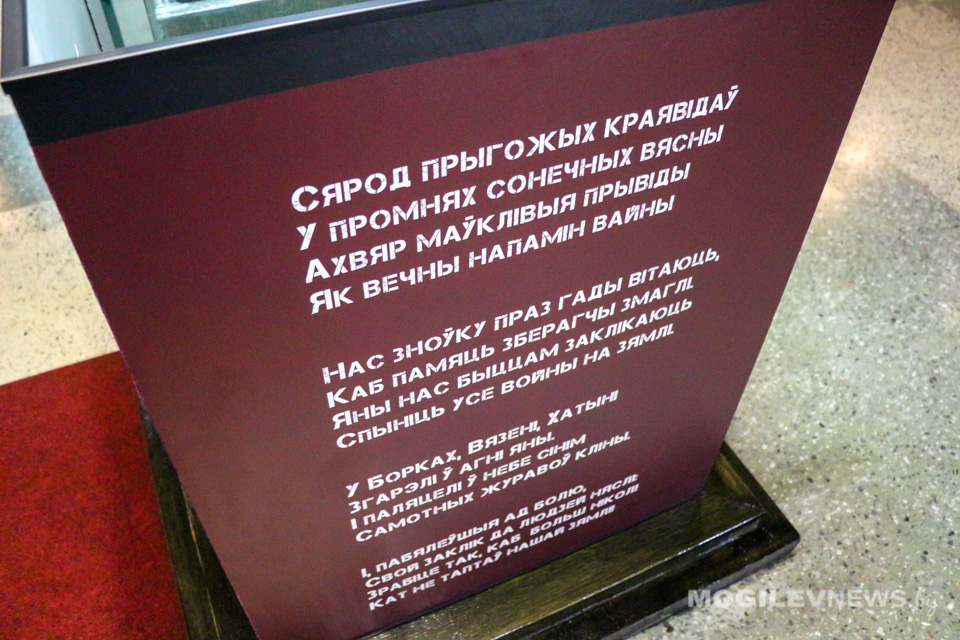 Сярод прыгожых краявідаў
У промнях сонечных вясны
Ахвяр маўклівыя прывіды
Як вечны напамін вайны
Нас зноўку праз гады вітаюць,
Каб памяць зберагчы змаглі.
Яны нас быццам заклікаюць
Спыніць усе войны на зямлі.
У Борках, Вязені, Хатыні
Згарэлі ў агні яны.
І паляцелі ў небе сінім
Самотных журавоў кліны.
І, пабялеўшыя ад болю,
Свой заклік да людзей няслі:
Зрабіце так, каб больш ніколі
Кат не таптаў нашай зямлі
MOGILEVNEWS.by